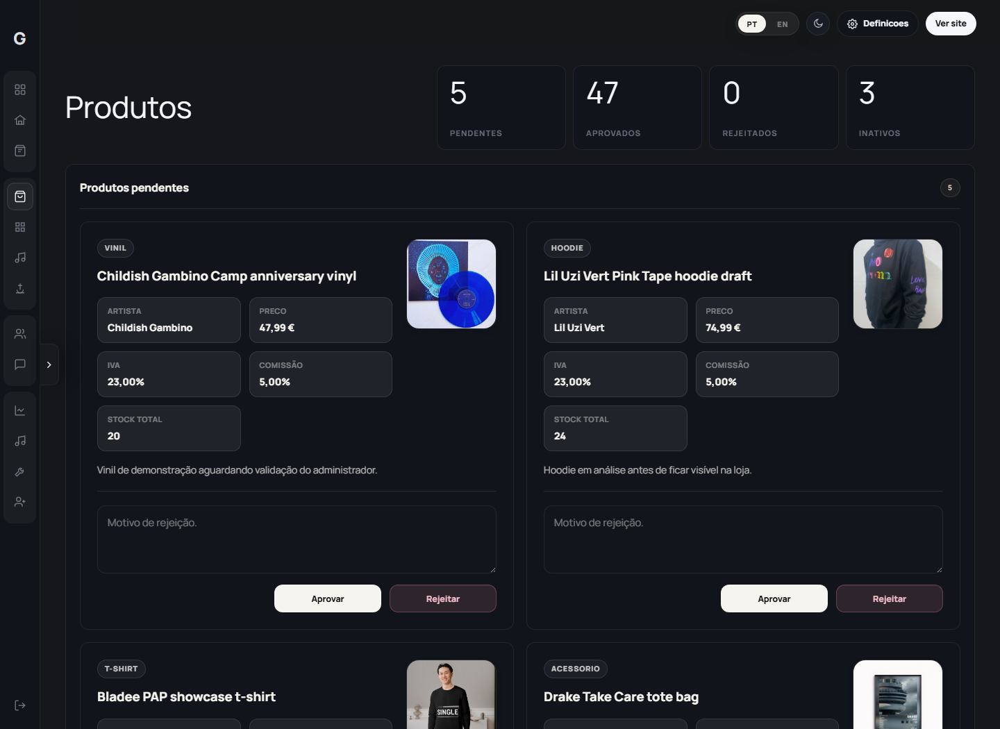 G
PT
EN
Definicoes
Ver site
Produtos
5
PENDENTES
47
APROVADOS
0
REJEITADOS
3
INATIVOS
Produtos pendentes
5
VINIL
Childish Gambino Camp anniversary vinyl
ARTISTA
Childish Gambino
PRECO
47,99 €
IVA
23,00%
COMISSÃO
5,00%
STOCK TOTAL
20
Vinil de demonstração aguardando validação do administrador.
Motivo de rejeição.
Aprovar
Rejeitar
HOODIE
Lil Uzi Vert Pink Tape hoodie draft
ARTISTA
Lil Uzi Vert
PRECO
74,99 €
IVA
23,00%
COMISSÃO
5,00%
STOCK TOTAL
24
Hoodie em análise antes de ficar visível na loja.
Motivo de rejeição.
Aprovar
Rejeitar
T-SHIRT
Bladee PAP showcase t-shirt
SINGLE
ACESSORIO
Drake Take Care tote bag